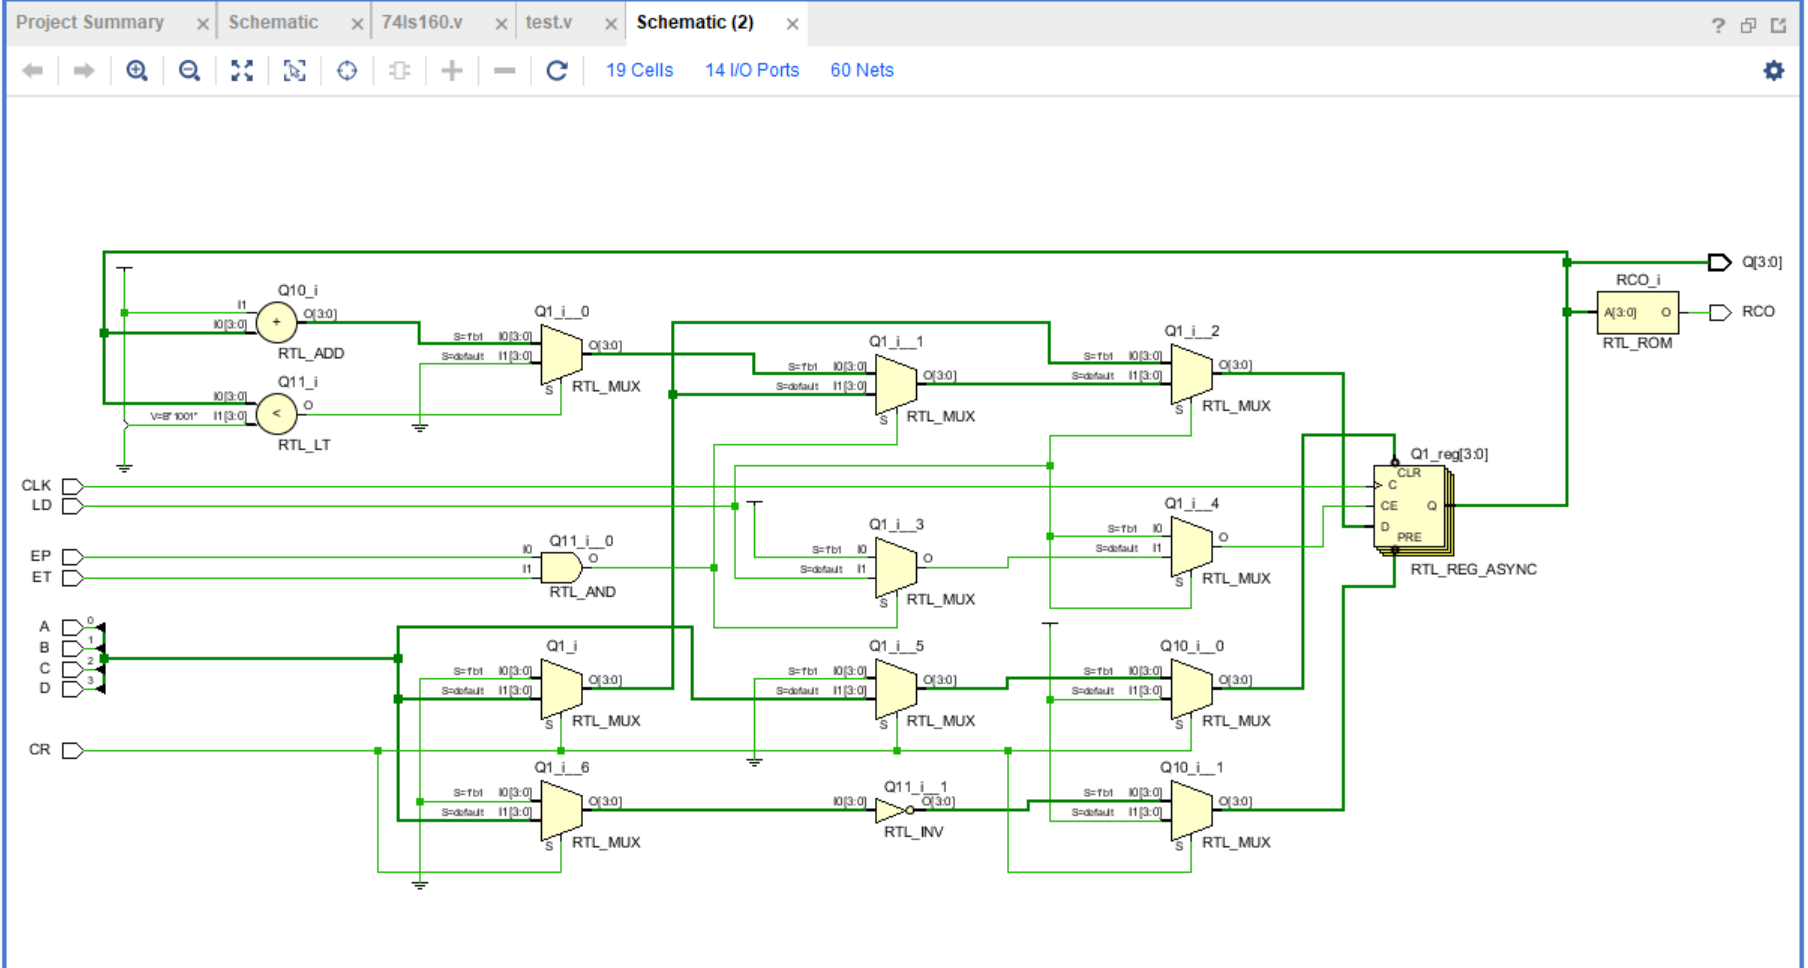 Project Summary × Schematic × 74ls160.v × test.v × Schematic (2) ×
19 Cells 14 I/O Ports 60 Nets
Q[3:0]
RCO_i
A[3:0] O
RTL_ROM
RCO
Q10_i
I1
I0[3:0]
+
O[3:0]
RTL_ADD
Q11_i
I0[3:0]
V=B"1001" I1[3:0]
<
O
RTL_LT
Q1_i__0
S=fb1 I0[3:0]
S=default I1[3:0]
O[3:0]
S
RTL_MUX
Q1_i__1
S=fb1 I0[3:0]
S=default I1[3:0]
O[3:0]
S
RTL_MUX
Q1_i__2
S=fb1 I0[3:0]
S=default I1[3:0]
O[3:0]
S
RTL_MUX
Q1_reg[3:0]
CLR
C
CE Q
D
PRE
RTL_REG_ASYNC
CLK
LD
EP
ET
Q11_i__0
I0
I1
O
RTL_AND
Q1_i__3
S=fb1 I0
S=default I1
O
S
RTL_MUX
Q1_i__4
S=fb1 I0
S=default I1
O
S
RTL_MUX
A 0
B 1
C 2
D 3
CR
Q1_i
S=fb1 I0[3:0]
S=default I1[3:0]
O[3:0]
S
RTL_MUX
Q1_i__5
S=fb1 I0[3:0]
S=default I1[3:0]
O[3:0]
S
RTL_MUX
Q10_i__0
S=fb1 I0[3:0]
S=default I1[3:0]
O[3:0]
S
RTL_MUX
Q1_i__6
S=fb1 I0[3:0]
S=default I1[3:0]
O[3:0]
S
RTL_MUX
Q11_i__1
I0[3:0] O[3:0]
RTL_INV
Q10_i__1
S=fb1 I0[3:0]
S=default I1[3:0]
O[3:0]
S
RTL_MUX